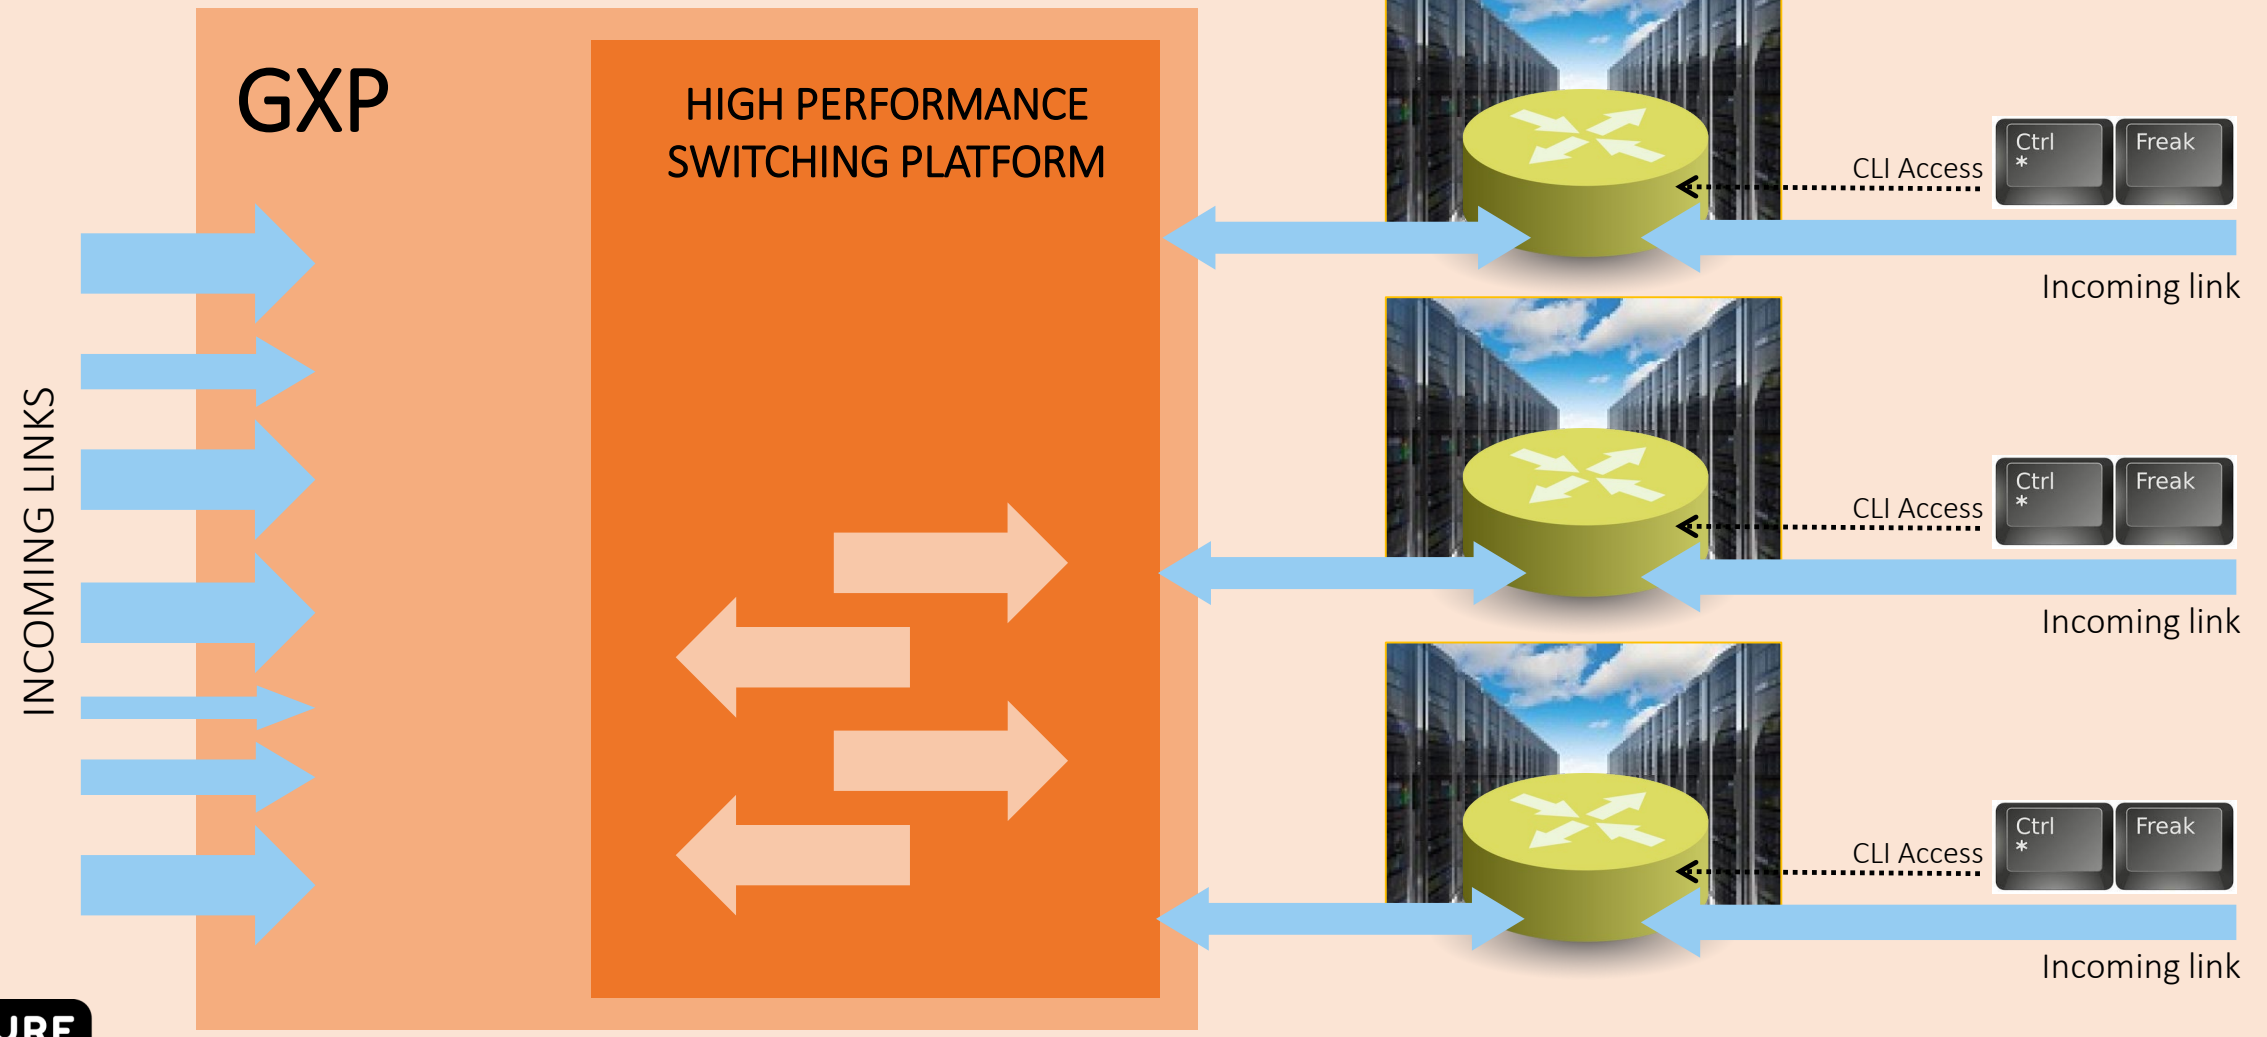 GXP
HIGH PERFORMANCE
SWITCHING PLATFORM
INCOMING LINKS
CLI Access
Ctrl
*
Freak
Incoming link
CLI Access
Ctrl
*
Freak
Incoming link
CLI Access
Ctrl
*
Freak
Incoming link